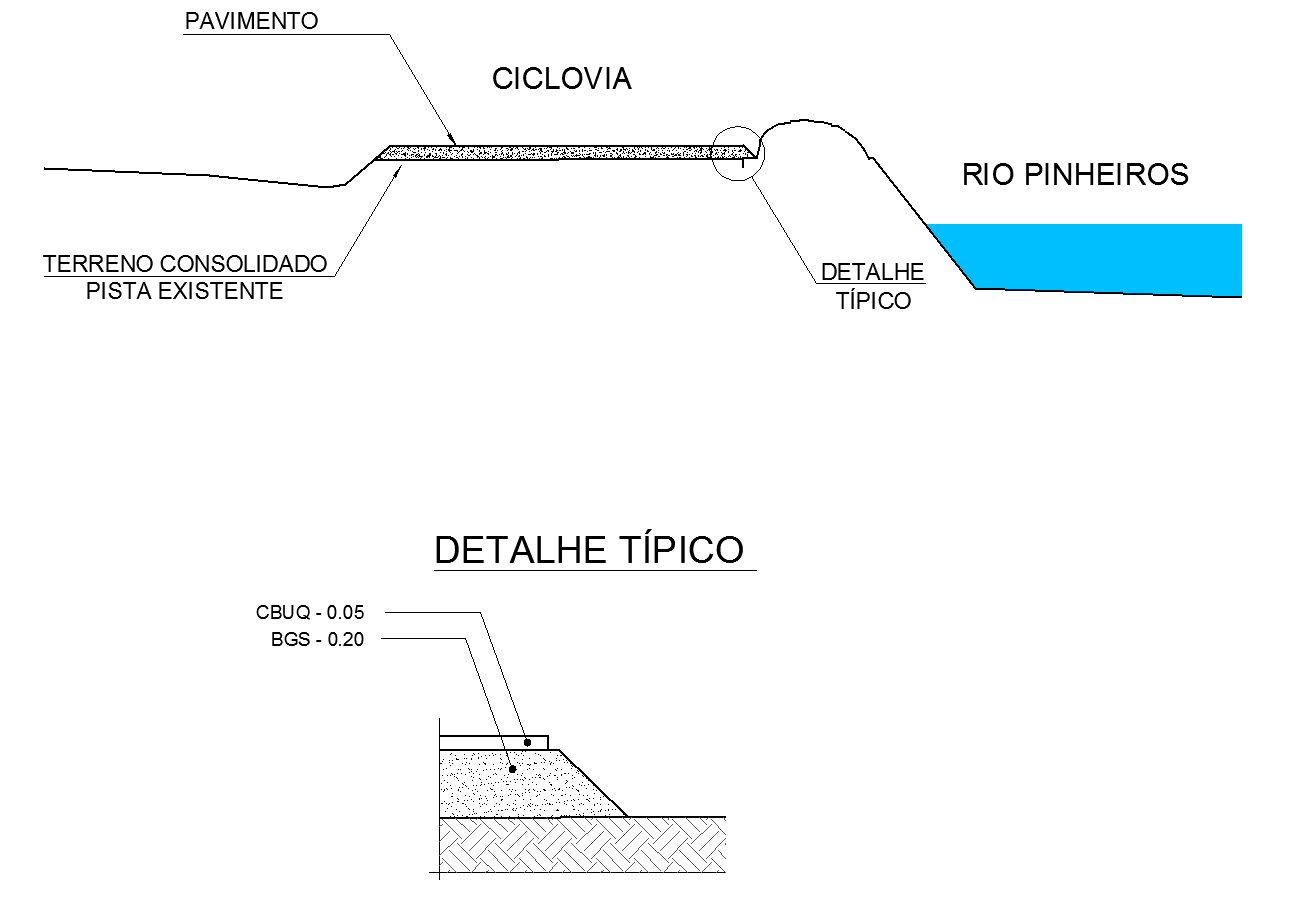 PAVIMENTO
CICLOVIA
RIO PINHEIROS
TERRENO CONSOLIDADO
PISTA EXISTENTE
DETALHE
TÍPICO
DETALHE TÍPICO
CBUQ - 0.05
BGS - 0.20